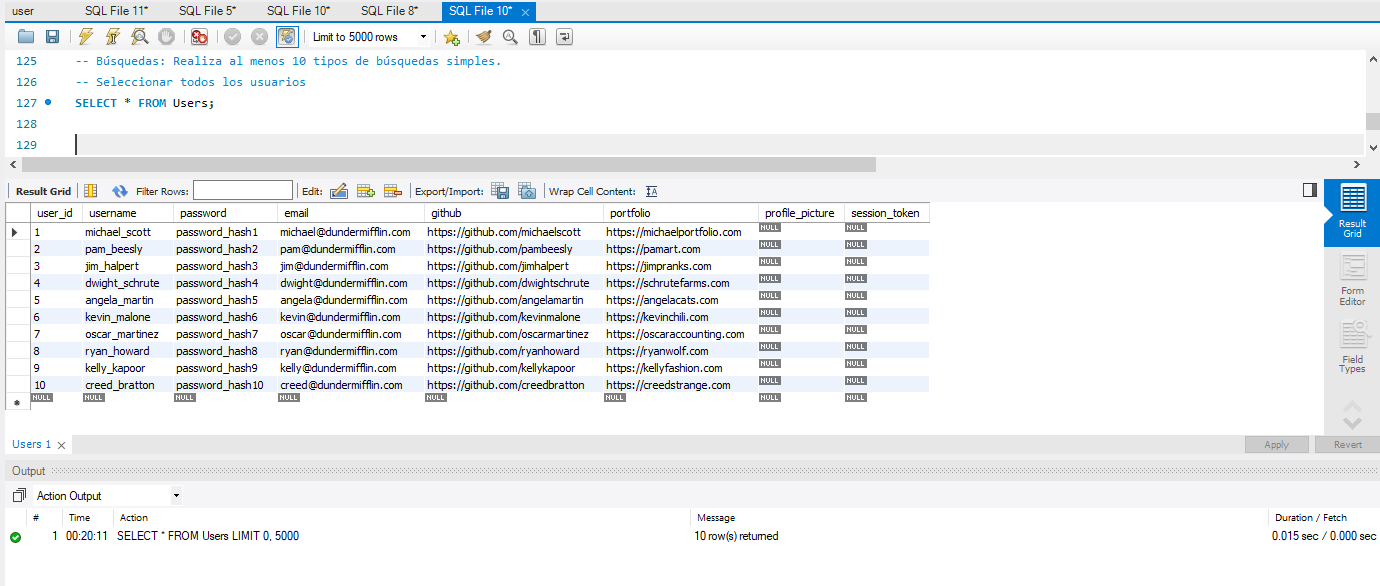 user SQL File 11* SQL File 5* SQL File 10* SQL File 8* SQL File 10*
Limit to 5000 rows
125 -- Búsquedas: Realiza al menos 10 tipos de búsquedas simples.
126 -- Seleccionar todos los usuarios
127 SELECT * FROM Users;
128
129
Result Grid Filter Rows: Edit: Export/Import: Wrap Cell Content:
user_id username password email github portfolio profile_picture session_token
1 michael_scott password_hash1 michael@dundermifflin.com https://github.com/michaelscott https://michaelportfolio.com NULL NULL
2 pam_beesly password_hash2 pam@dundermifflin.com https://github.com/pambeesly https://pamart.com NULL NULL
3 jim_halpert password_hash3 jim@dundermifflin.com https://github.com/jimhalpert https://jimpranks.com NULL NULL
4 dwight_schrute password_hash4 dwight@dundermifflin.com https://github.com/dwightschrute https://schrutefarms.com NULL NULL
5 angela_martin password_hash5 angela@dundermifflin.com https://github.com/angelamartin https://angelacats.com NULL NULL
6 kevin_malone password_hash6 kevin@dundermifflin.com https://github.com/kevinmalone https://kevinchili.com NULL NULL
7 oscar_martinez password_hash7 oscar@dundermifflin.com https://github.com/oscarmartinez https://oscaraccounting.com NULL NULL
8 ryan_howard password_hash8 ryan@dundermifflin.com https://github.com/ryanhoward https://ryanwolf.com NULL NULL
9 kelly_kapoor password_hash9 kelly@dundermifflin.com https://github.com/kellykapoor https://kellyfashion.com NULL NULL
10 creed_bratton password_hash10 creed@dundermifflin.com https://github.com/creedbratton https://creedstrange.com NULL NULL
NULL NULL NULL NULL NULL NULL NULL NULL
Result
Grid
Form
Editor
Field
Types
Users 1 Apply Revert
Output
Action Output
# Time Action Message Duration / Fetch
1 00:20:11 SELECT * FROM Users LIMIT 0, 5000 10 row(s) returned 0.015 sec / 0.000 sec